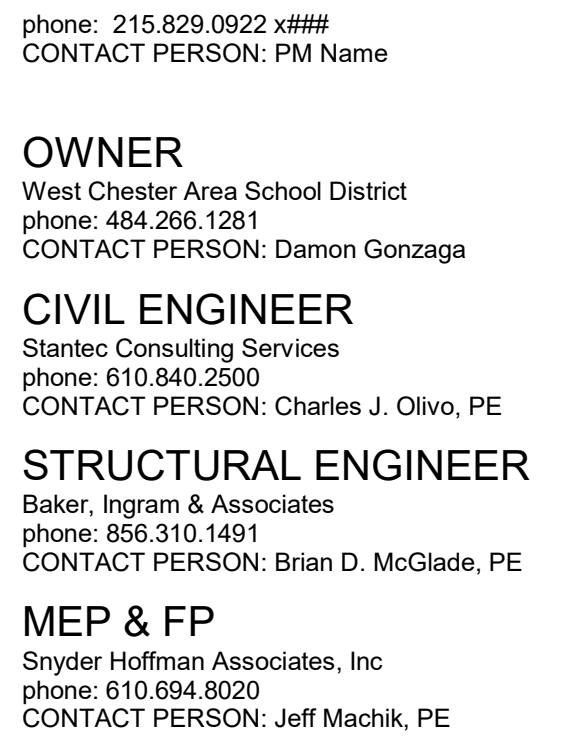 phone: 215.829.0922 x###
CONTACT PERSON: PM Name
OWNER
West Chester Area School District
phone: 484.266.1281
CONTACT PERSON: Damon Gonzaga
CIVIL ENGINEER
Stantec Consulting Services
phone: 610.840.2500
CONTACT PERSON: Charles J. Olivo, PE
STRUCTURAL ENGINEER
Baker, Ingram & Associates
phone: 856.310.1491
CONTACT PERSON: Brian D. McGlade, PE
MEP & FP
Snyder Hoffman Associates, Inc
phone: 610.694.8020
CONTACT PERSON: Jeff Machik, PE